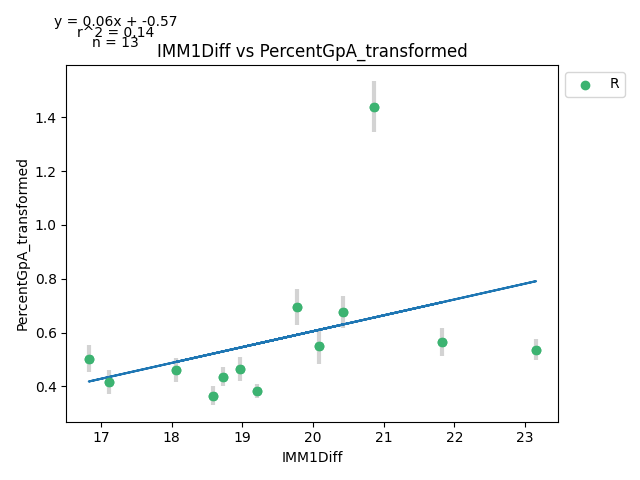 y = 0.06x + -0.57
r^2 = 0.14
n = 13
IMM1Diff vs PercentGpA_transformed
R
PercentGpA_transformed
1.4
1.2
1.0
0.8
0.6
0.4
17 18 19 20 21 22 23
IMM1Diff